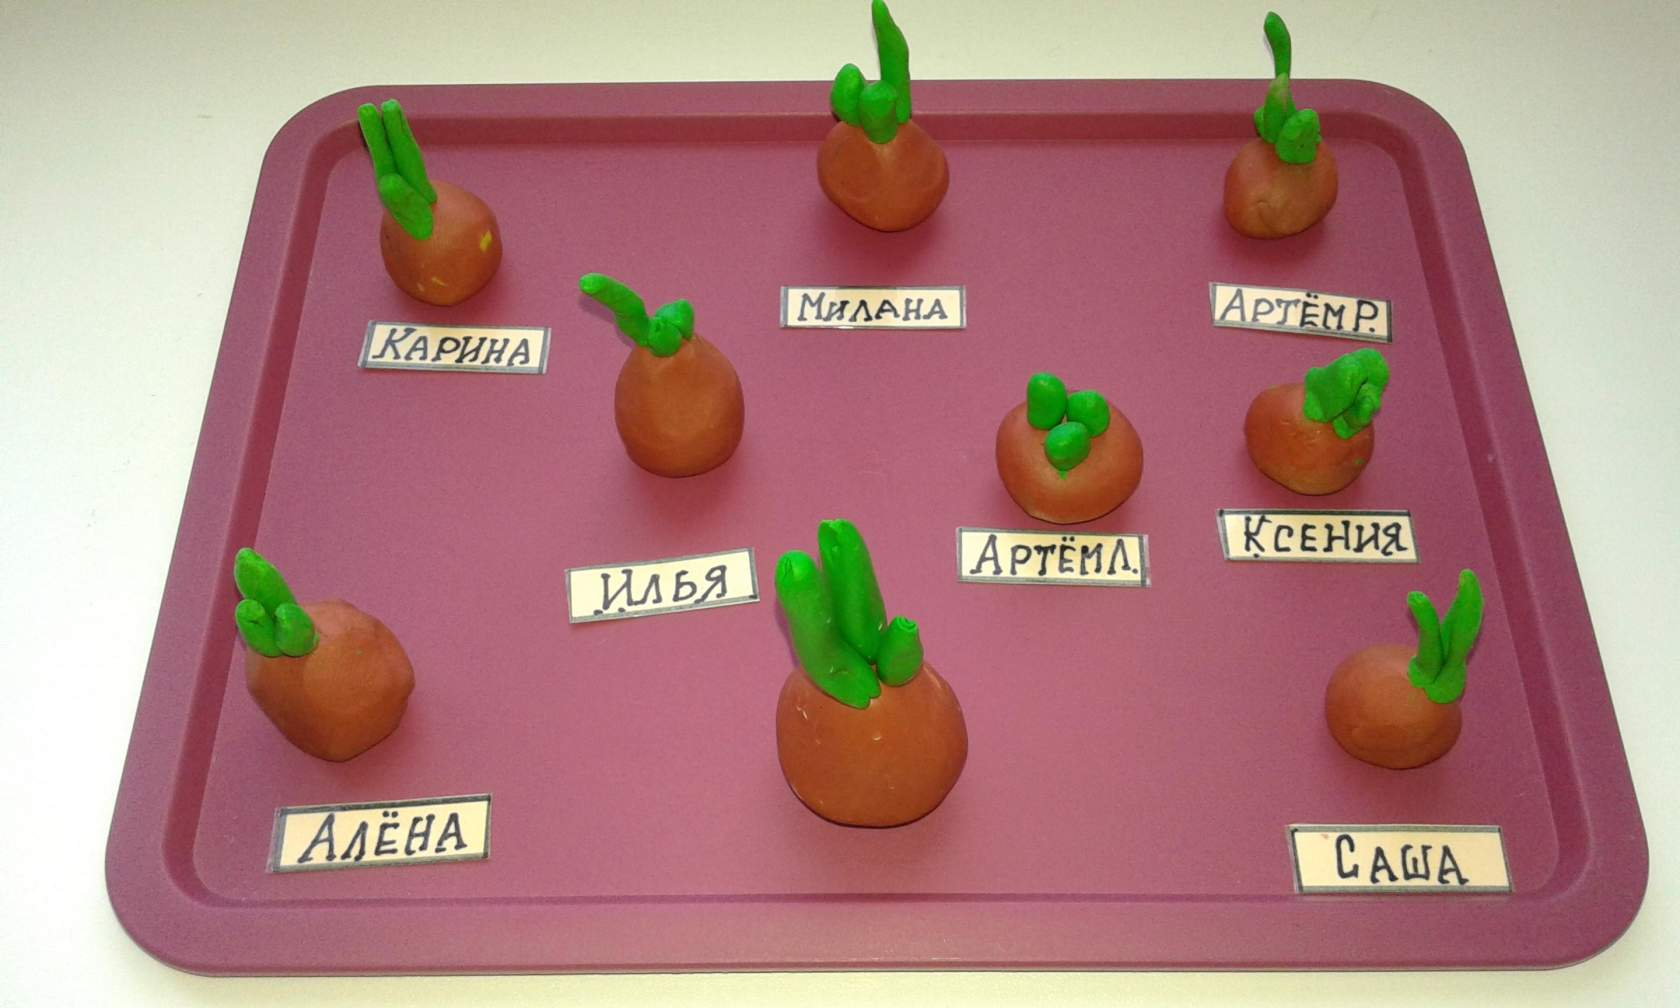 Милана
Артём Р.
Карина
Ксения
Артём Л.
Илья
Алёна
Саша